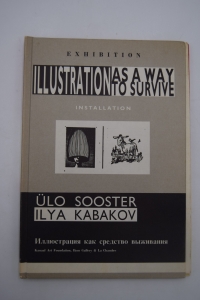 EXHIBITION
ILLUSTRATION AS A WAY
TO SURVIVE
INSTALLATION
ÜLO SOOSTER
ILYA KABAKOV
Иллюстрация как средство выживания